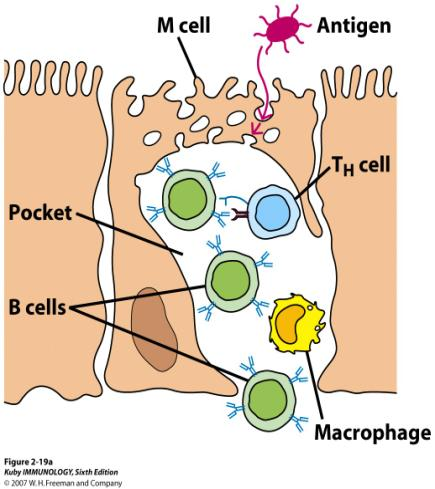 M cell
Antigen
TH cell
Pocket
B cells
Macrophage
Figure 2-19a
Kuby IMMUNOLOGY, Sixth Edition
© 2007 W. H. Freeman and Company